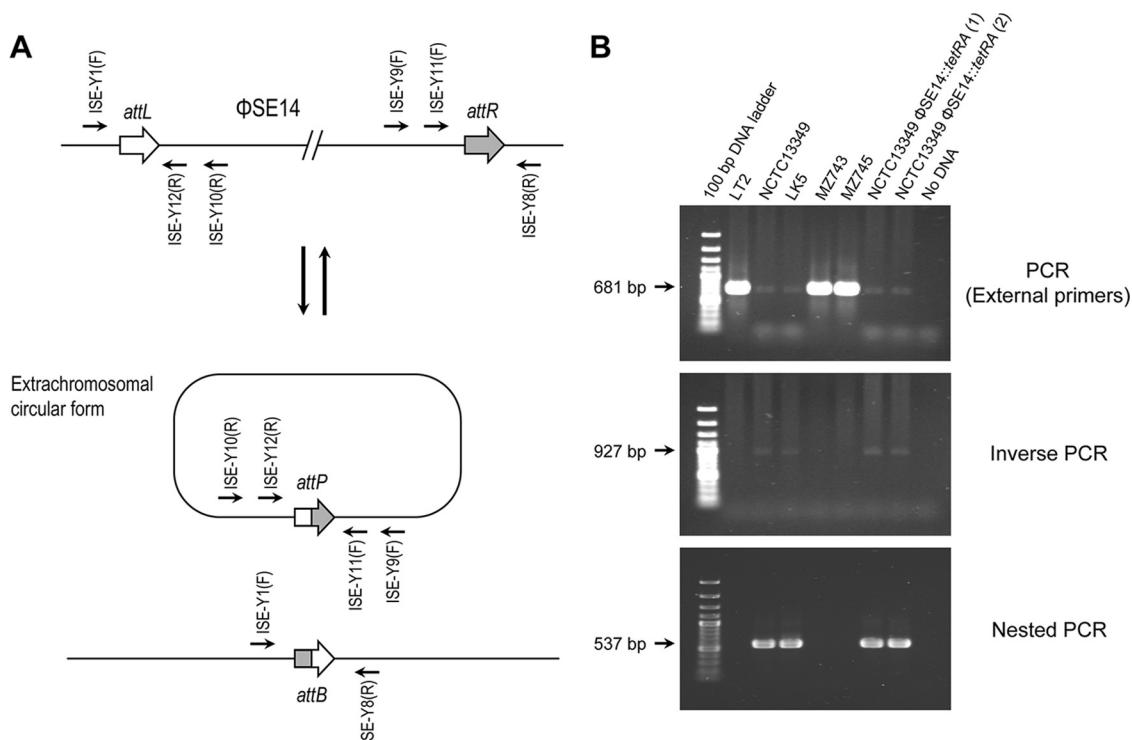 A
ISE-Y1(F)
attL
ΦSE14
ISE-Y9(F)
ISE-Y11(F)
attR
ISE-Y12(R)
ISE-Y10(R)
ISE-Y8(R)
Extrachromosomal
circular form
ISE-Y10(R)
ISE-Y12(R)
attP
ISE-Y11(F)
ISE-Y9(F)
ISE-Y1(F)
attB
SE-Y8(R)
B
100 bp DNA ladder
LT2
NCTC13349
LK5
MZ743
MZ745
NCTC13349 ΦSE14::tetRA (1)
NCTC13349 ΦSE14::tetRA (2)
No DNA
681 bp
PCR
(External primers)
927 bp
Inverse PCR
537 bp
Nested PCR